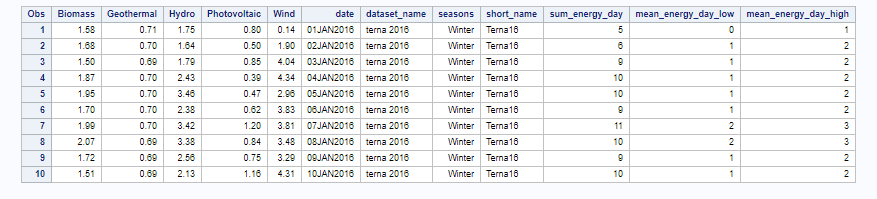 Obs Biomass Geothermal Hydro Photovoltaic Wind date dataset_name seasons short_name sum_energy_day mean_energy_day_low mean_energy_day_high
1 1.58 0.71 1.75 0.80 0.14 01JAN2016 terna 2016 Winter Terna16 5 0 1
2 1.68 0.70 1.64 0.50 1.90 02JAN2016 terna 2016 Winter Terna16 6 1 2
3 1.50 0.69 1.79 0.85 4.04 03JAN2016 terna 2016 Winter Terna16 9 1 2
4 1.87 0.70 2.43 0.39 4.34 04JAN2016 terna 2016 Winter Terna16 10 1 2
5 1.95 0.70 3.46 0.47 2.96 05JAN2016 terna 2016 Winter Terna16 10 1 2
6 1.70 0.70 2.38 0.62 3.83 06JAN2016 terna 2016 Winter Terna16 9 1 2
7 1.99 0.70 3.42 1.20 3.81 07JAN2016 terna 2016 Winter Terna16 11 2 3
8 2.07 0.69 3.38 0.84 3.48 08JAN2016 terna 2016 Winter Terna16 10 2 3
9 1.72 0.69 2.56 0.75 3.29 09JAN2016 terna 2016 Winter Terna16 9 1 2
10 1.51 0.69 2.13 1.16 4.31 10JAN2016 terna 2016 Winter Terna16 10 1 2